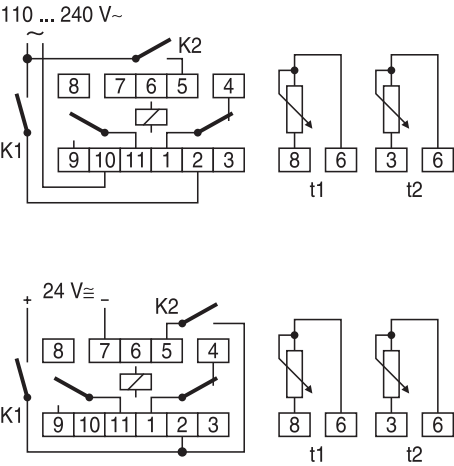 110 ... 240 V~
~
K2
8 7 6 5 4
K1
9 10 11 1 2 3
8 6 3 6
t1 t2
+ 24 V≅ –
K2
8 7 6 5 4
K1
9 10 11 1 2 3
8 6 3 6
t1 t2